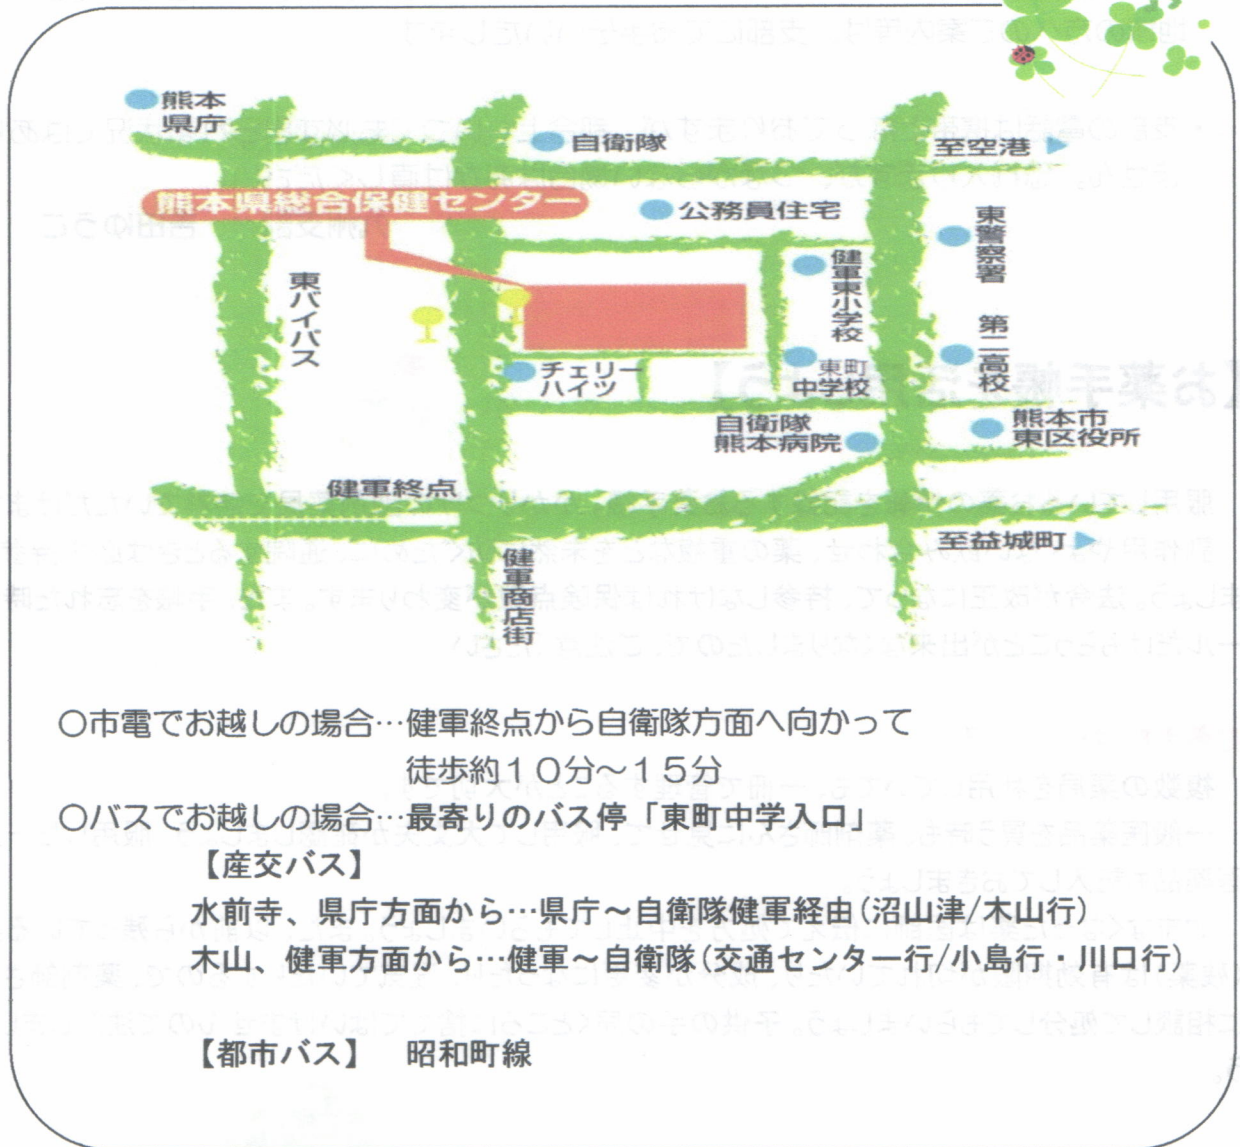 熊本
県庁
自衛隊
至空港
熊本県総合保健センター
公務員住宅
東警察署
東バイパス
健軍東小学校
第二高校
チェリー
ハイツ
東町
中学校
自衛隊
熊本病院
熊本市
東区役所
健軍終点
至益城町
健軍商店街
〇市電でお越しの場合…健軍終点から自衛隊方面へ向かって
徒歩約１０分～１５分
〇バスでお越しの場合…最寄りのバス停「東町中学入口」
【産交バス】
水前寺、県庁方面から…県庁～自衛隊健軍経由(沼山津/木山行)
木山、健軍方面から…健軍～自衛隊(交通センター行/小島行・川口行)
【都市バス】　昭和町線